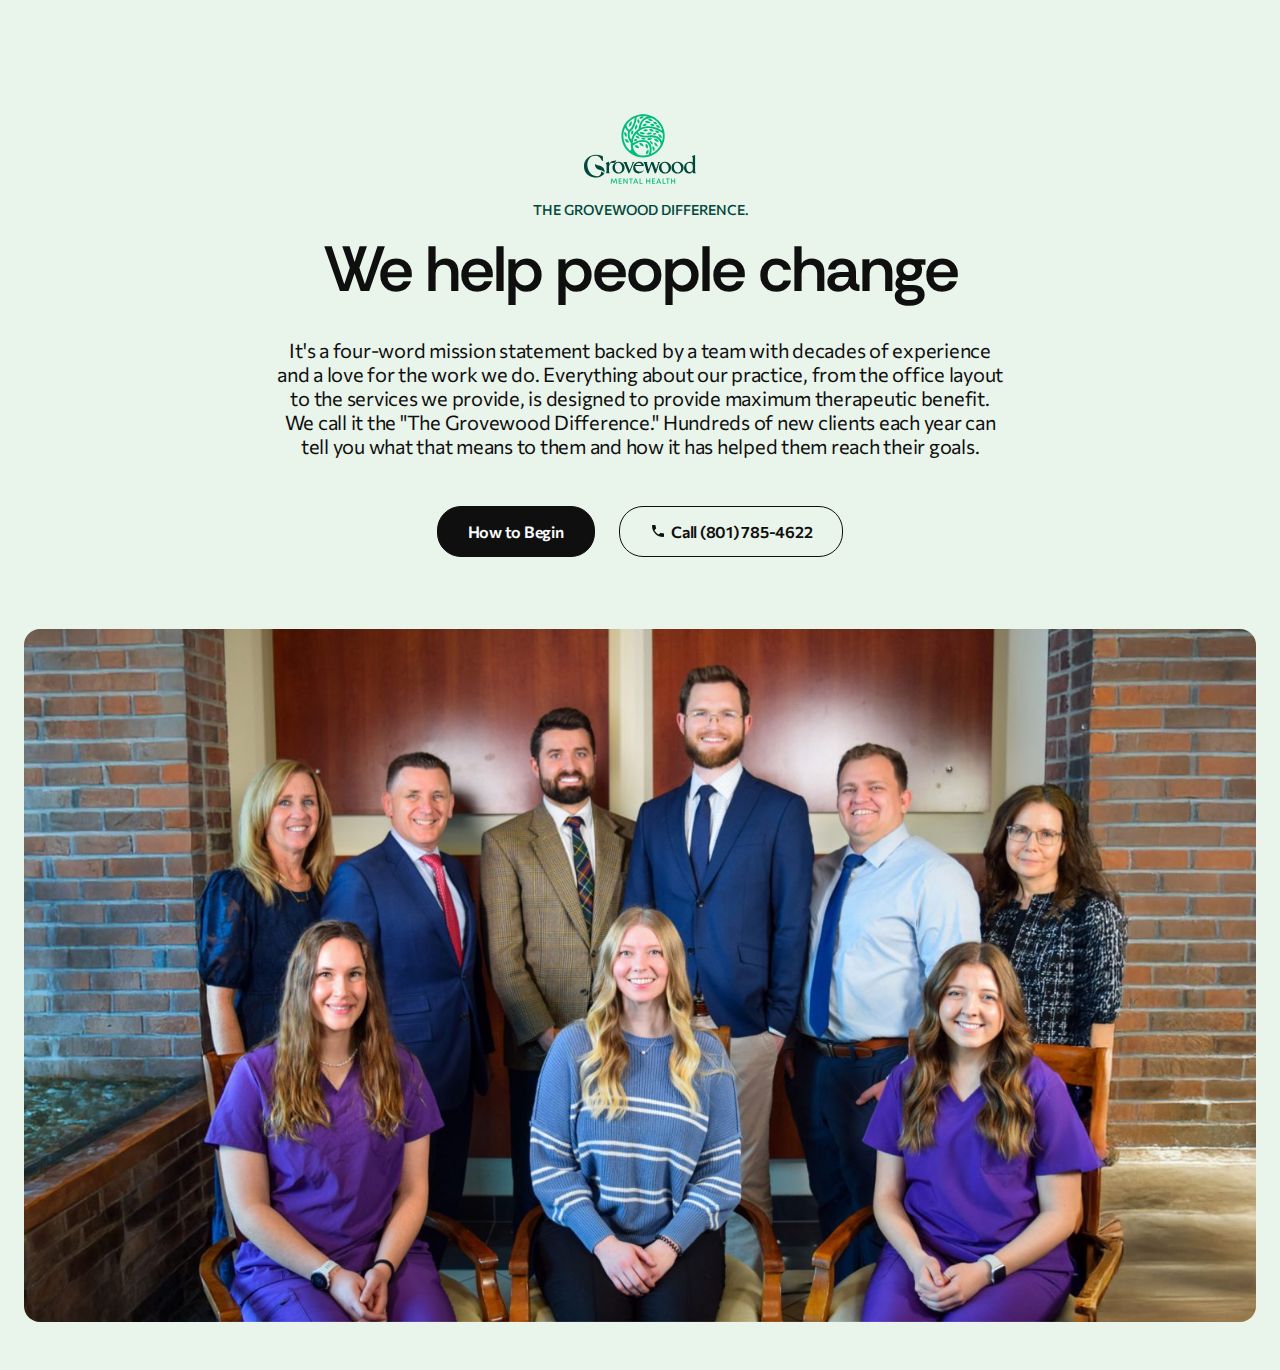 Grovewood
MENTAL HEALTH
THE GROVEWOOD DIFFERENCE.
We help people change
It's a four-word mission statement backed by a team with decades of experience
and a love for the work we do. Everything about our practice, from the office layout
to the services we provide, is designed to provide maximum therapeutic benefit.
We call it the "The Grovewood Difference." Hundreds of new clients each year can
tell you what that means to them and how it has helped them reach their goals.
How to Begin
Call (801) 785-4622